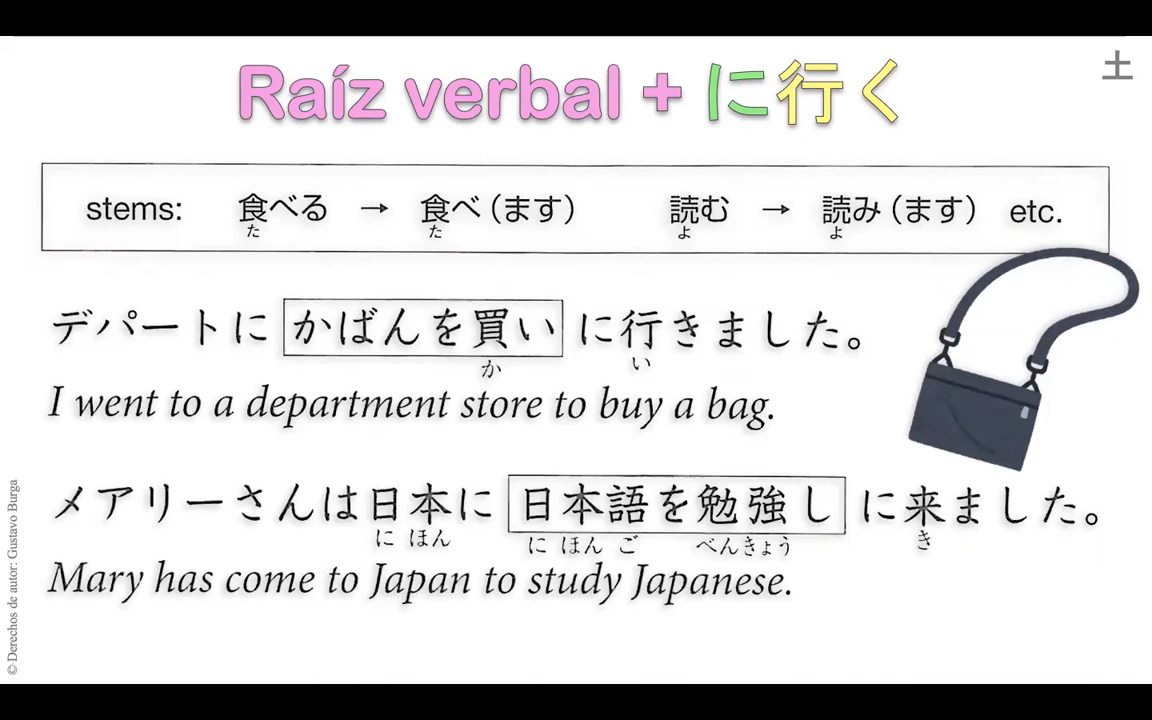 Raíz verbal + に行く
土
stems: 食べる → 食べ（ます） 読む → 読み（ます） etc.
た た よ よ
デパートに かばんを買い に行きました。
か い
I went to a department store to buy a bag.
メアリーさんは日本に 日本語を勉強し に来ました。
に ほん に ほん ご べんきょう き
Mary has come to Japan to study Japanese.
© Derechos de autor: Gustavo Burga